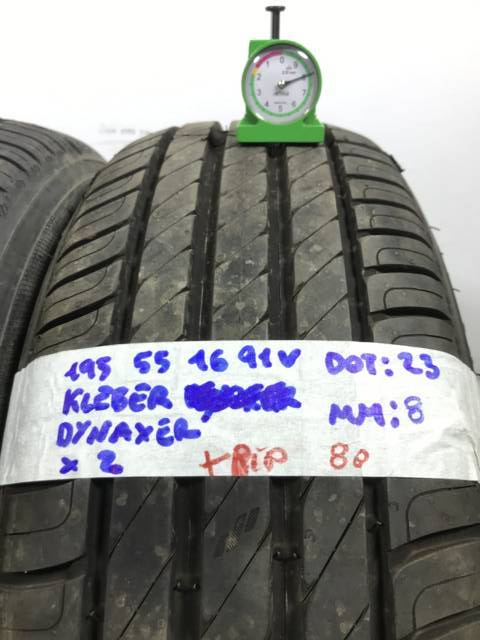 195 55 16 91V DOT: 23
KLEBER MM: 8
DYNAXER
x 2 + RIP 80